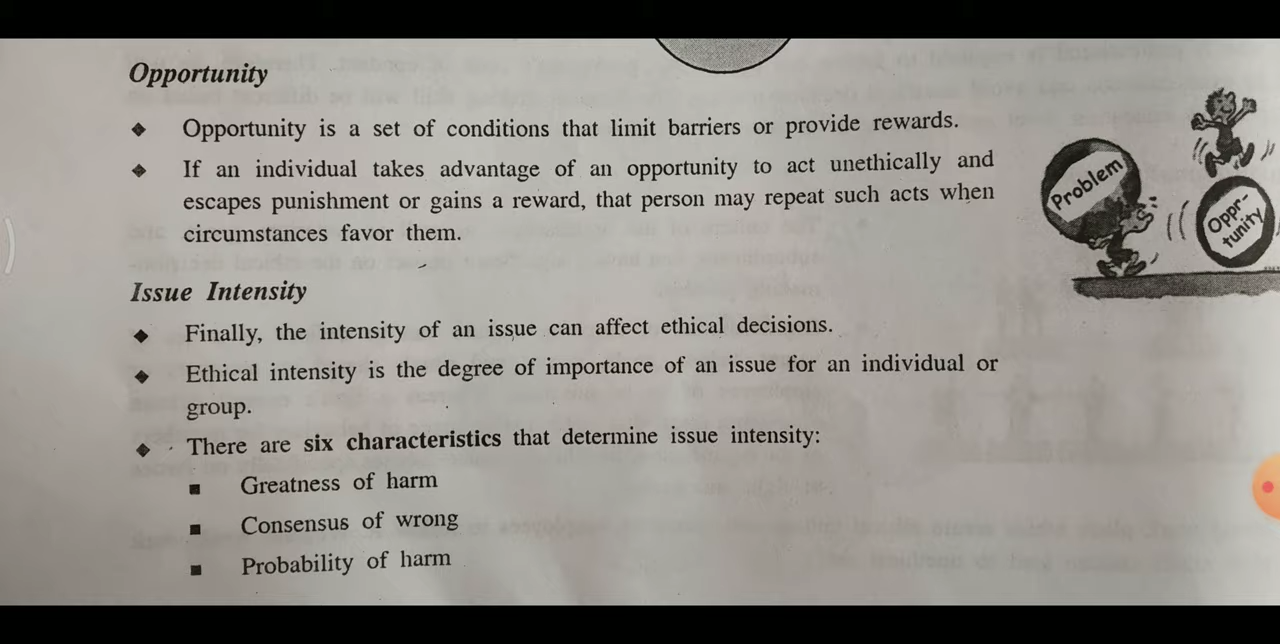 Opportunity
❖ Opportunity is a set of conditions that limit barriers or provide rewards.
❖ If an individual takes advantage of an opportunity to act unethically and
escapes punishment or gains a reward, that person may repeat such acts when
circumstances favor them.
Problem
Oppr-
tunity
Issue Intensity
❖ Finally, the intensity of an issue can affect ethical decisions.
❖ Ethical intensity is the degree of importance of an issue for an individual or
group.
❖ There are six characteristics that determine issue intensity:
■ Greatness of harm
■ Consensus of wrong
■ Probability of harm